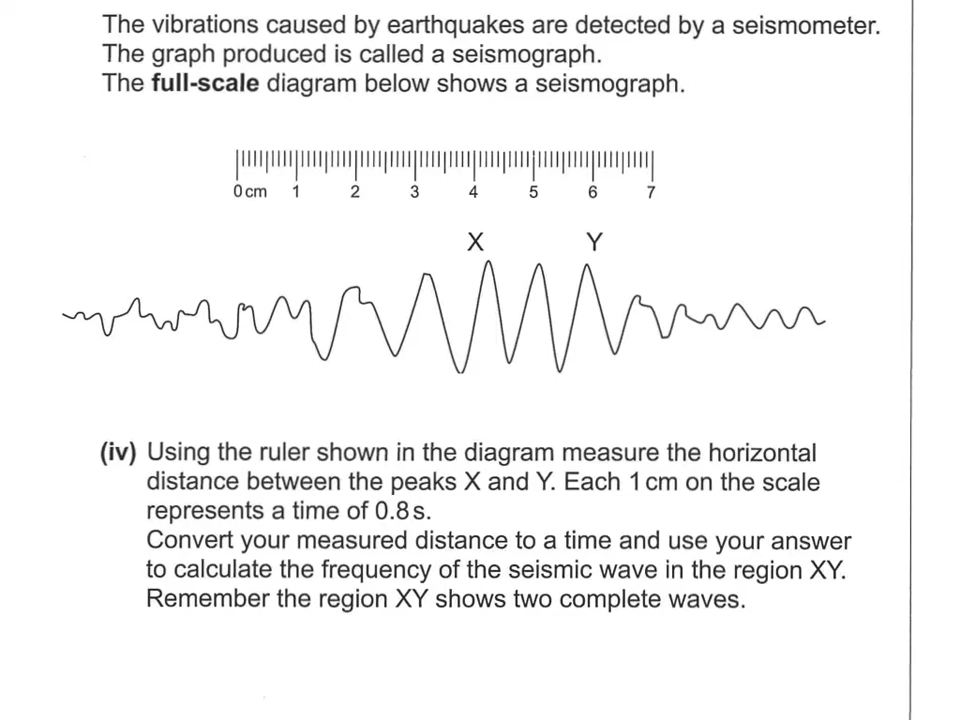 The vibrations caused by earthquakes are detected by a seismometer.
The graph produced is called a seismograph.
The full-scale diagram below shows a seismograph.
0 cm 1 2 3 4 5 6 7
X Y
(iv) Using the ruler shown in the diagram measure the horizontal
distance between the peaks X and Y. Each 1 cm on the scale
represents a time of 0.8 s.
Convert your measured distance to a time and use your answer
to calculate the frequency of the seismic wave in the region XY.
Remember the region XY shows two complete waves.